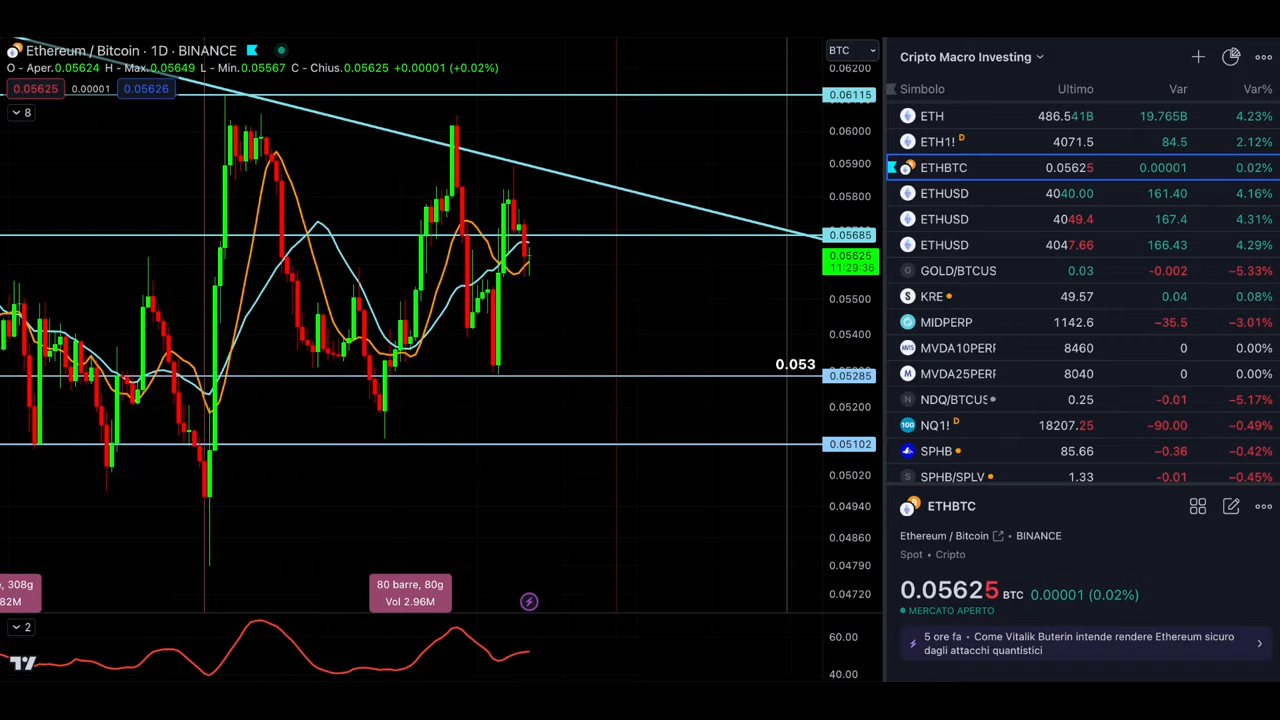 Ethereum / Bitcoin · 1D · BINANCE
O - Aper.0.05624 H - Max.0.05649 L - Min.0.05567 C - Chius.0.05625 +0.00001 (+0.02%)
0.05625 0.00001 0.05626
8
BTC
0.06200
0.06115
0.06000
0.05900
0.05800
0.05685
0.05625
11:29:36
0.05500
0.05400
0.053
0.05285
0.05200
0.05102
0.05020
0.04940
0.04860
0.04790
0.04720
, 308g
82M
80 barre, 80g
Vol 2.96M
2
60.00
40.00
Cripto Macro Investing
Simbolo Ultimo Var Var%
ETH 486.541B 19.765B 4.23%
ETH1! D 4071.5 84.5 2.12%
ETHBTC 0.05625 0.00001 0.02%
ETHUSD 4040.00 161.40 4.16%
ETHUSD 4049.4 167.4 4.31%
ETHUSD 4047.66 166.43 4.29%
GOLD/BTCUS 0.03 −0.002 −5.33%
KRE 49.57 0.04 0.08%
MIDPERP 1142.6 −35.5 −3.01%
MVDA10PERF 8460 0 0.00%
MVDA25PERF 8040 0 0.00%
NDQ/BTCUS 0.25 −0.01 −5.17%
NQ1! D 18207.25 −90.00 −0.49%
SPHB 85.66 −0.36 −0.42%
SPHB/SPLV 1.33 −0.01 −0.45%
ETHBTC
Ethereum / Bitcoin • BINANCE
Spot • Cripto
0.05625 BTC 0.00001 (0.02%)
MERCATO APERTO
5 ore fa • Come Vitalik Buterin intende rendere Ethereum sicuro
dagli attacchi quantistici